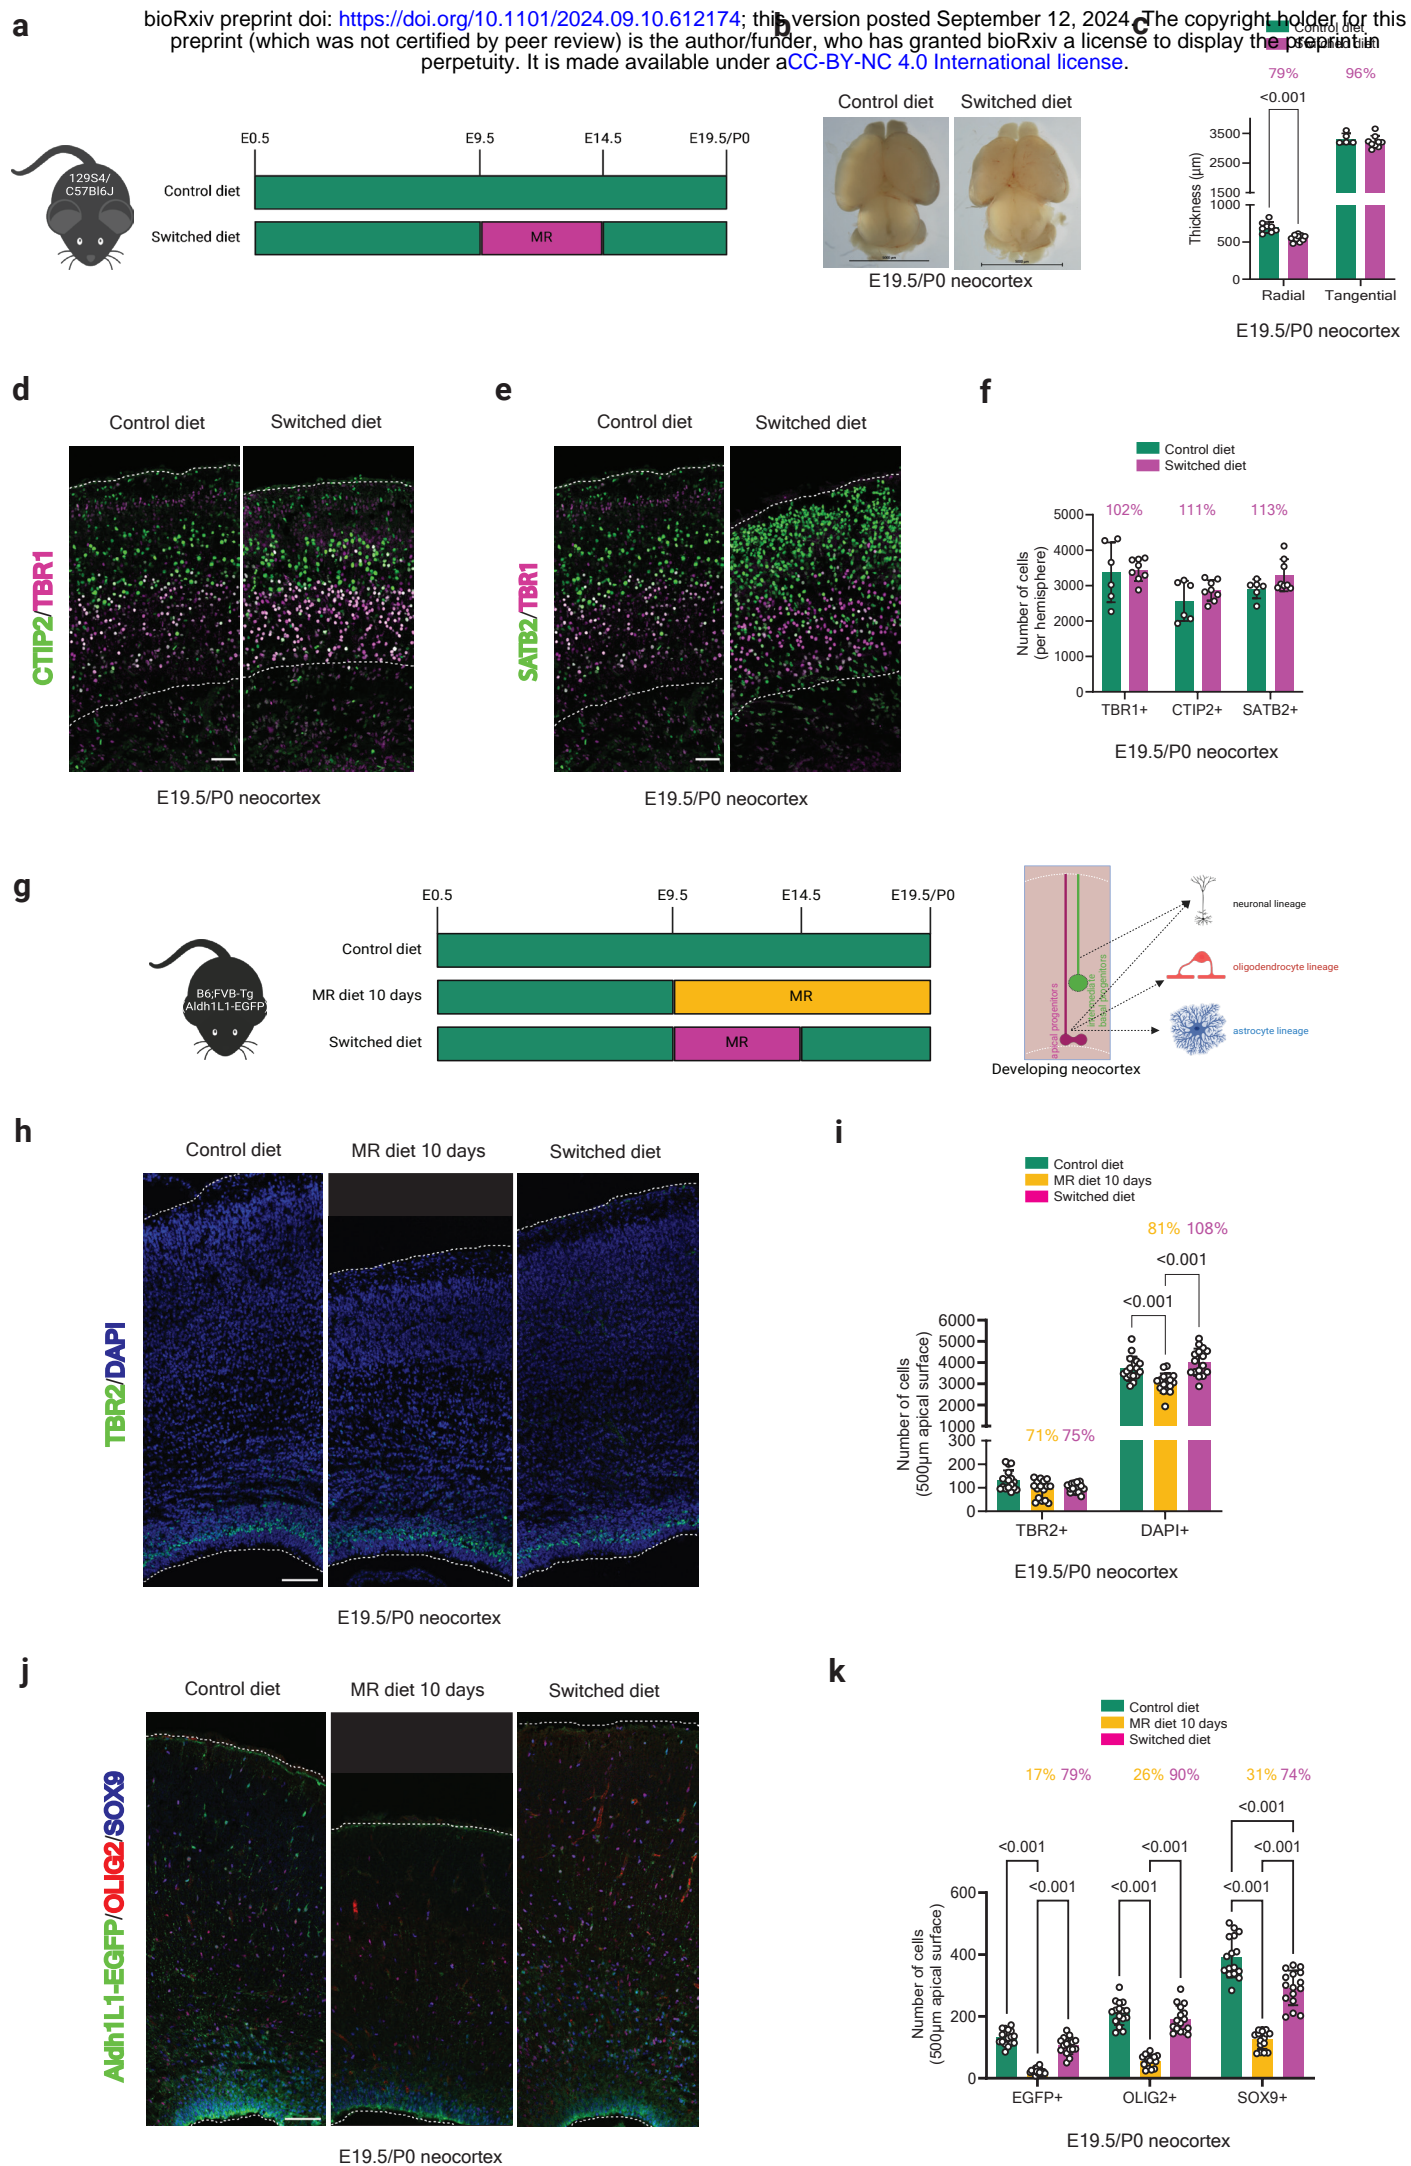 bioRxiv preprint doi: https://doi.org/10.1101/2024.09.10.612174; this version posted September 12, 2024. The copyright holder for this
preprint (which was not certified by peer review) is the author/funder, who has granted bioRxiv a license to display the preprint in
perpetuity. It is made available under aCC-BY-NC 4.0 International license.
a
129S4/
C57Bl6J
E0.5
E9.5
E14.5
E19.5/P0
Control diet
Switched diet
MR
b
Control diet
Switched diet
E19.5/P0 neocortex
c
Control diet
Switched diet
79%
96%
<0.001
Thickness (µm)
3500
2500
1500
1000
500
0
Radial
Tangential
E19.5/P0 neocortex
d
Control diet
Switched diet
CTIP2/TBR1
E19.5/P0 neocortex
e
Control diet
Switched diet
SATB2/TBR1
E19.5/P0 neocortex
f
Control diet
Switched diet
102%
111%
113%
Number of cells
(per hemisphere)
5000
4000
3000
2000
1000
0
TBR1+
CTIP2+
SATB2+
E19.5/P0 neocortex
g
B6;FVB-Tg
(Aldh1L1-EGFP)
E0.5
E9.5
E14.5
E19.5/P0
Control diet
MR diet 10 days
MR
Switched diet
MR
apical progenitors
intermediate
basal progenitors
neuronal lineage
oligodendrocyte lineage
astrocyte lineage
Developing neocortex
h
Control diet
MR diet 10 days
Switched diet
TBR2/DAPI
E19.5/P0 neocortex
i
Control diet
MR diet 10 days
Switched diet
81%
108%
<0.001
<0.001
71%
75%
Number of cells
(500µm apical surface)
6000
5000
4000
3000
2000
1000
300
200
100
0
TBR2+
DAPI+
E19.5/P0 neocortex
j
Control diet
MR diet 10 days
Switched diet
Aldh1L1-EGFP/OLIG2/SOX9
E19.5/P0 neocortex
k
Control diet
MR diet 10 days
Switched diet
17%
79%
26%
90%
31%
74%
<0.001
<0.001
<0.001
<0.001
<0.001
<0.001
<0.001
Number of cells
(500µm apical surface)
600
400
200
0
EGFP+
OLIG2+
SOX9+
E19.5/P0 neocortex